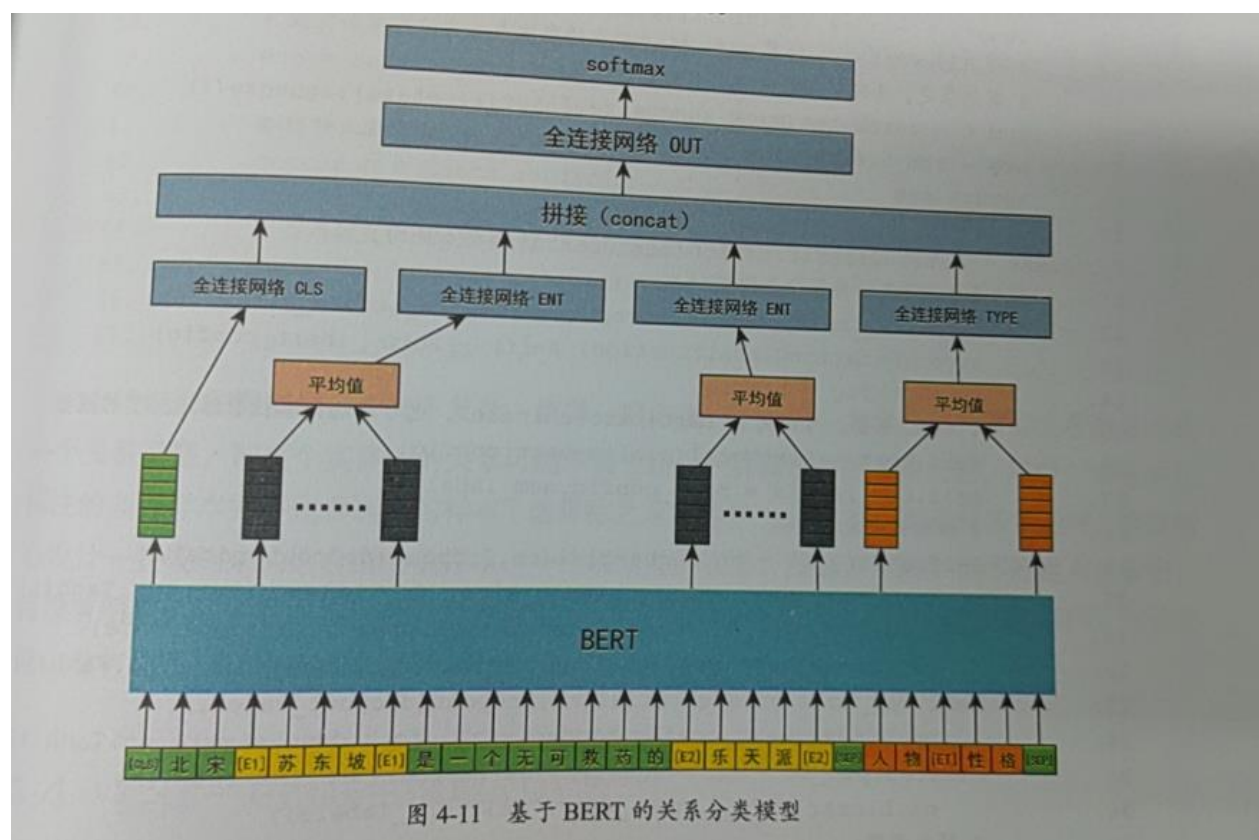 softmax
全连接网络 OUT
拼接（concat）
全连接网络 CLS
全连接网络 ENT
全连接网络 ENT
全连接网络 TYPE
平均值
平均值
平均值
······
······
BERT
[CLS] 北 宋 [E1] 苏 东 坡 [E1] 是 一 个 无 可 救 药 的 [E2] 乐 天 派 [E2] [SEP] 人 物 [ET] 性 格 [SEP]
图 4-11 基于 BERT 的关系分类模型